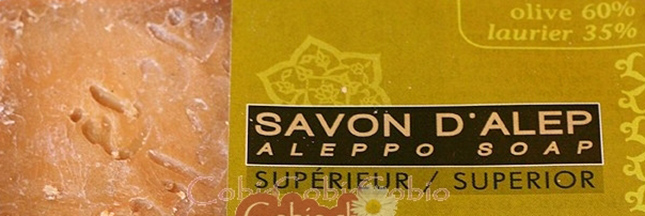 olive 60%
laurier 35%
SAVON D'ALEP
ALEPPO SOAP
SUPÉRIEUR / SUPERIOR